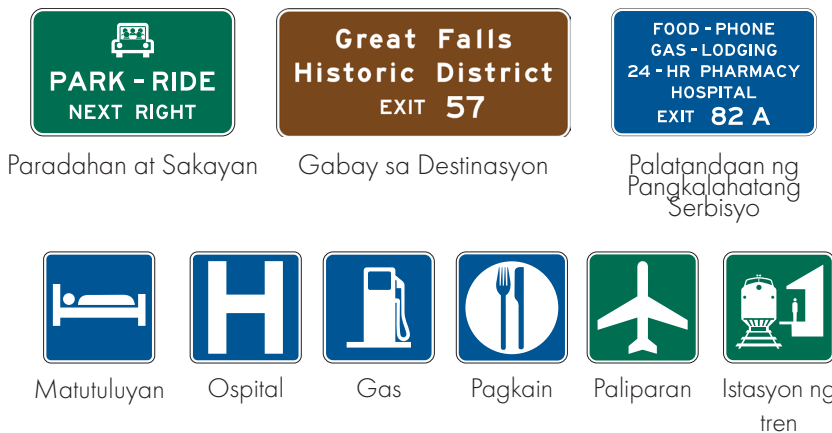 PARK - RIDE
NEXT RIGHT
Paradahan at Sakayan
Great Falls
Historic District
EXIT 57
Gabay sa Destinasyon
FOOD - PHONE
GAS - LODGING
24 - HR PHARMACY
HOSPITAL
EXIT 82 A
Palatandaan ng
Pangkalahatang
Serbisyo
Matutuluyan
H
Ospital
Gas
Pagkain
Paliparan
Istasyon ng
tren